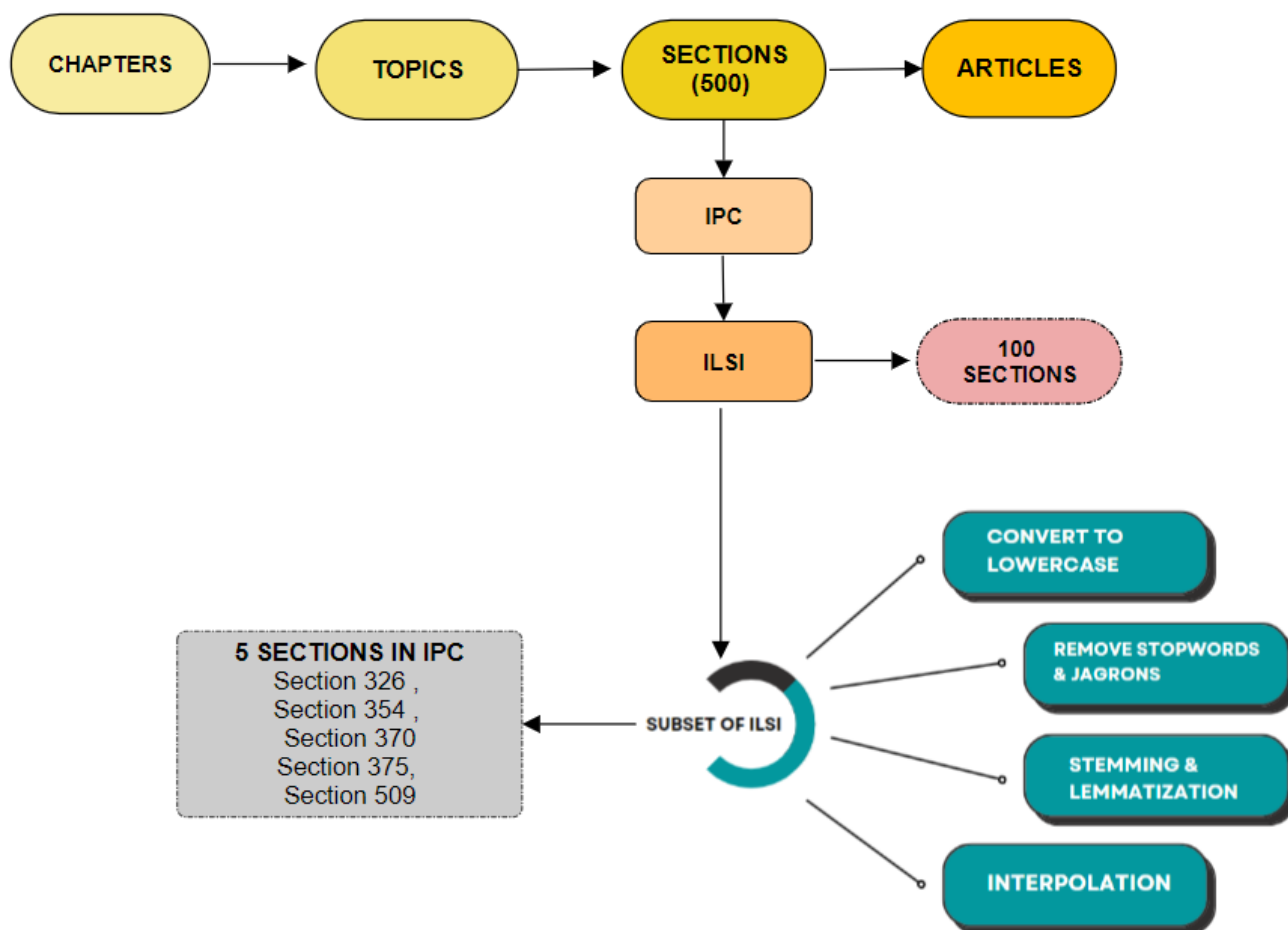 CHAPTERS
TOPICS
SECTIONS
(500)
ARTICLES
IPC
ILSI
100
SECTIONS
CONVERT TO
LOWERCASE
REMOVE STOPWORDS
& JAGRONS
5 SECTIONS IN IPC
Section 326 ,
Section 354 ,
Section 370
Section 375,
Section 509
SUBSET OF ILSI
STEMMING &
LEMMATIZATION
INTERPOLATION